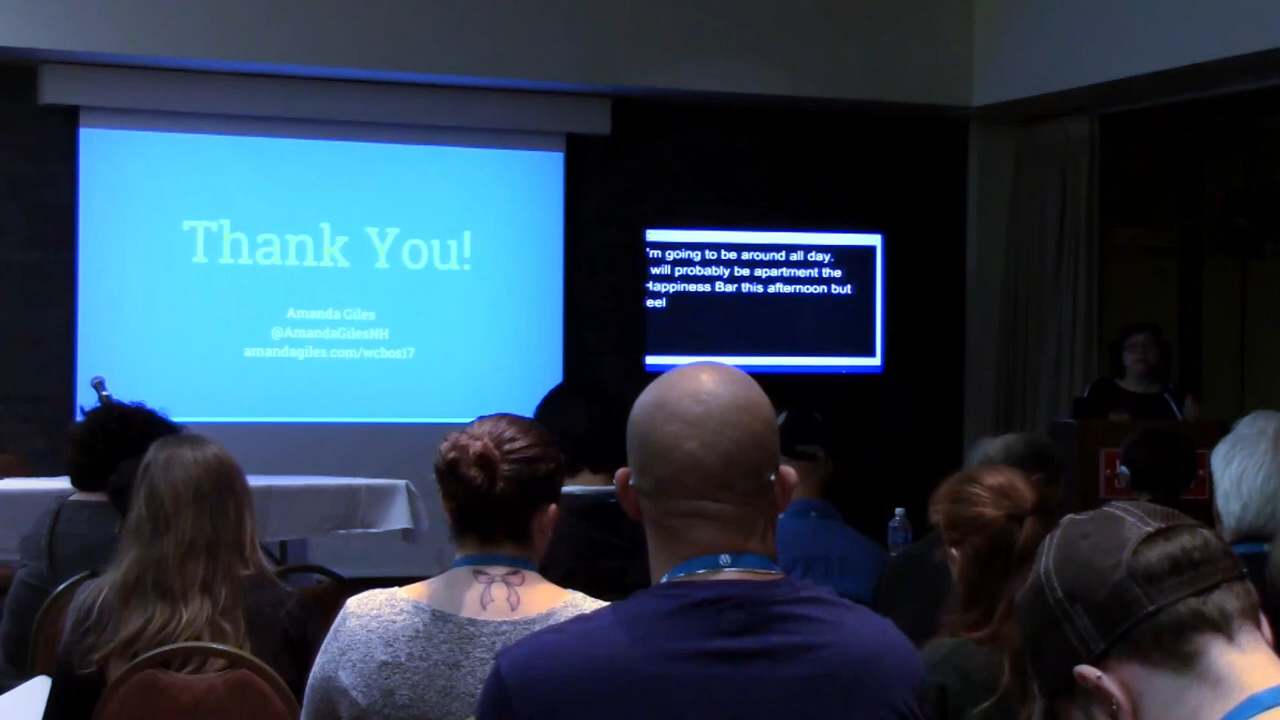 Thank You!
Amanda Giles
@AmandaGilesNH
amandagiles.com/wcbos17
'm going to be around all day.
will probably be apartment the
Happiness Bar this afternoon but
eel